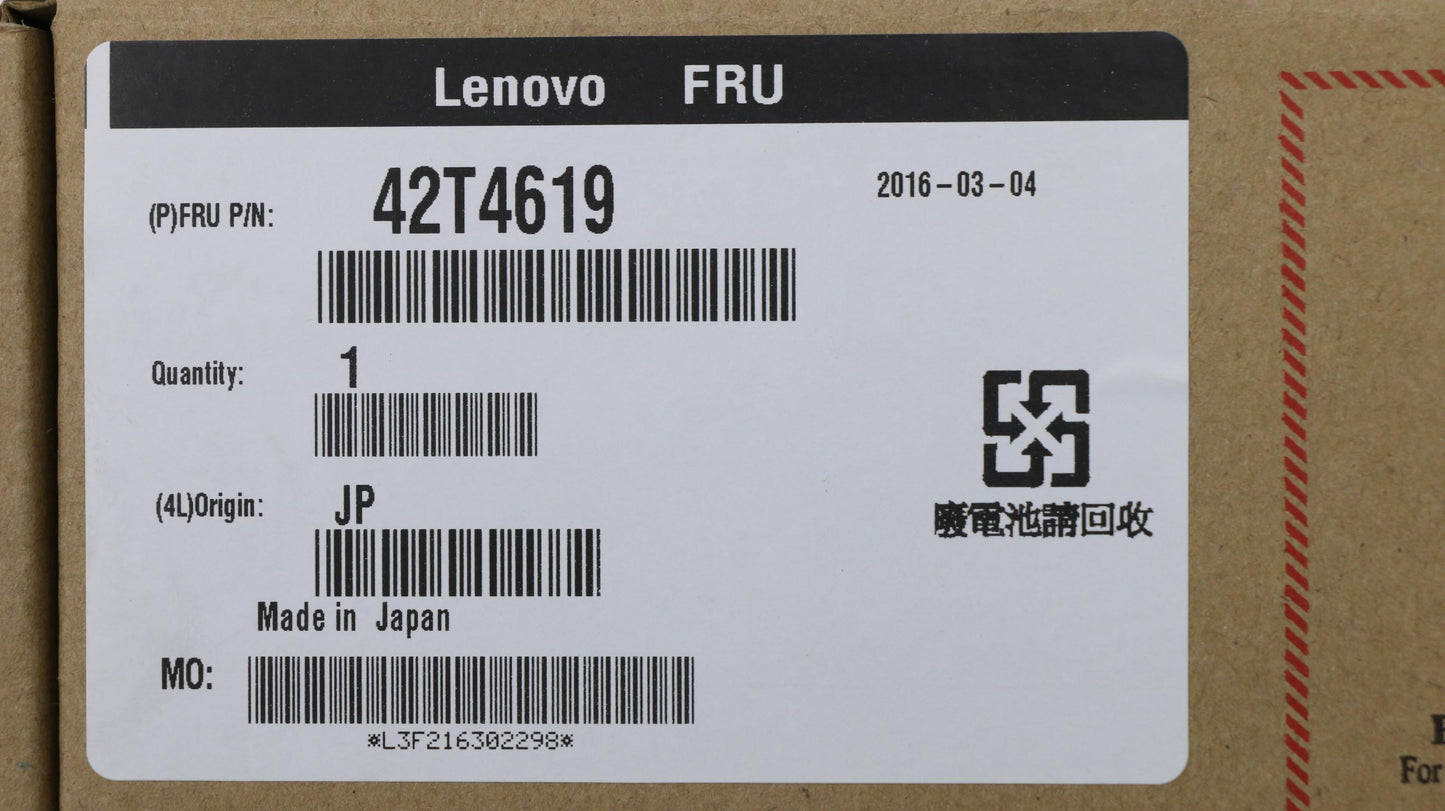 Lenovo FRU
(P)FRU P/N: 42T4619
2016-03-04
Quantity: 1
(4L)Origin: JP
廢電池請回收
Made in Japan
MO:
*L3F216302298*
For